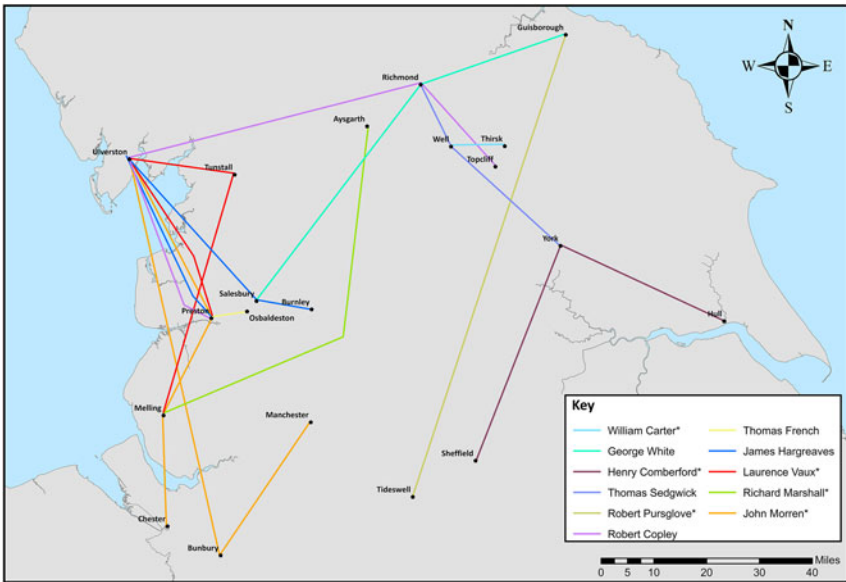 Guisborough
N
W E
S
Richmond
Aysgarth
Well
Thirsk
Topcliff
Ulverston
Tunstall
York
Salesbury
Burnley
Preston
Osbaldeston
Hull
Melling
Manchester
Sheffield
Tideswell
Chester
Bunbury
Key
William Carter*
George White
Henry Comberford*
Thomas Sedgwick
Robert Pursglove*
Robert Copley
Thomas French
James Hargreaves
Laurence Vaux*
Richard Marshall*
John Morren*
Miles
0 5 10 20 30 40